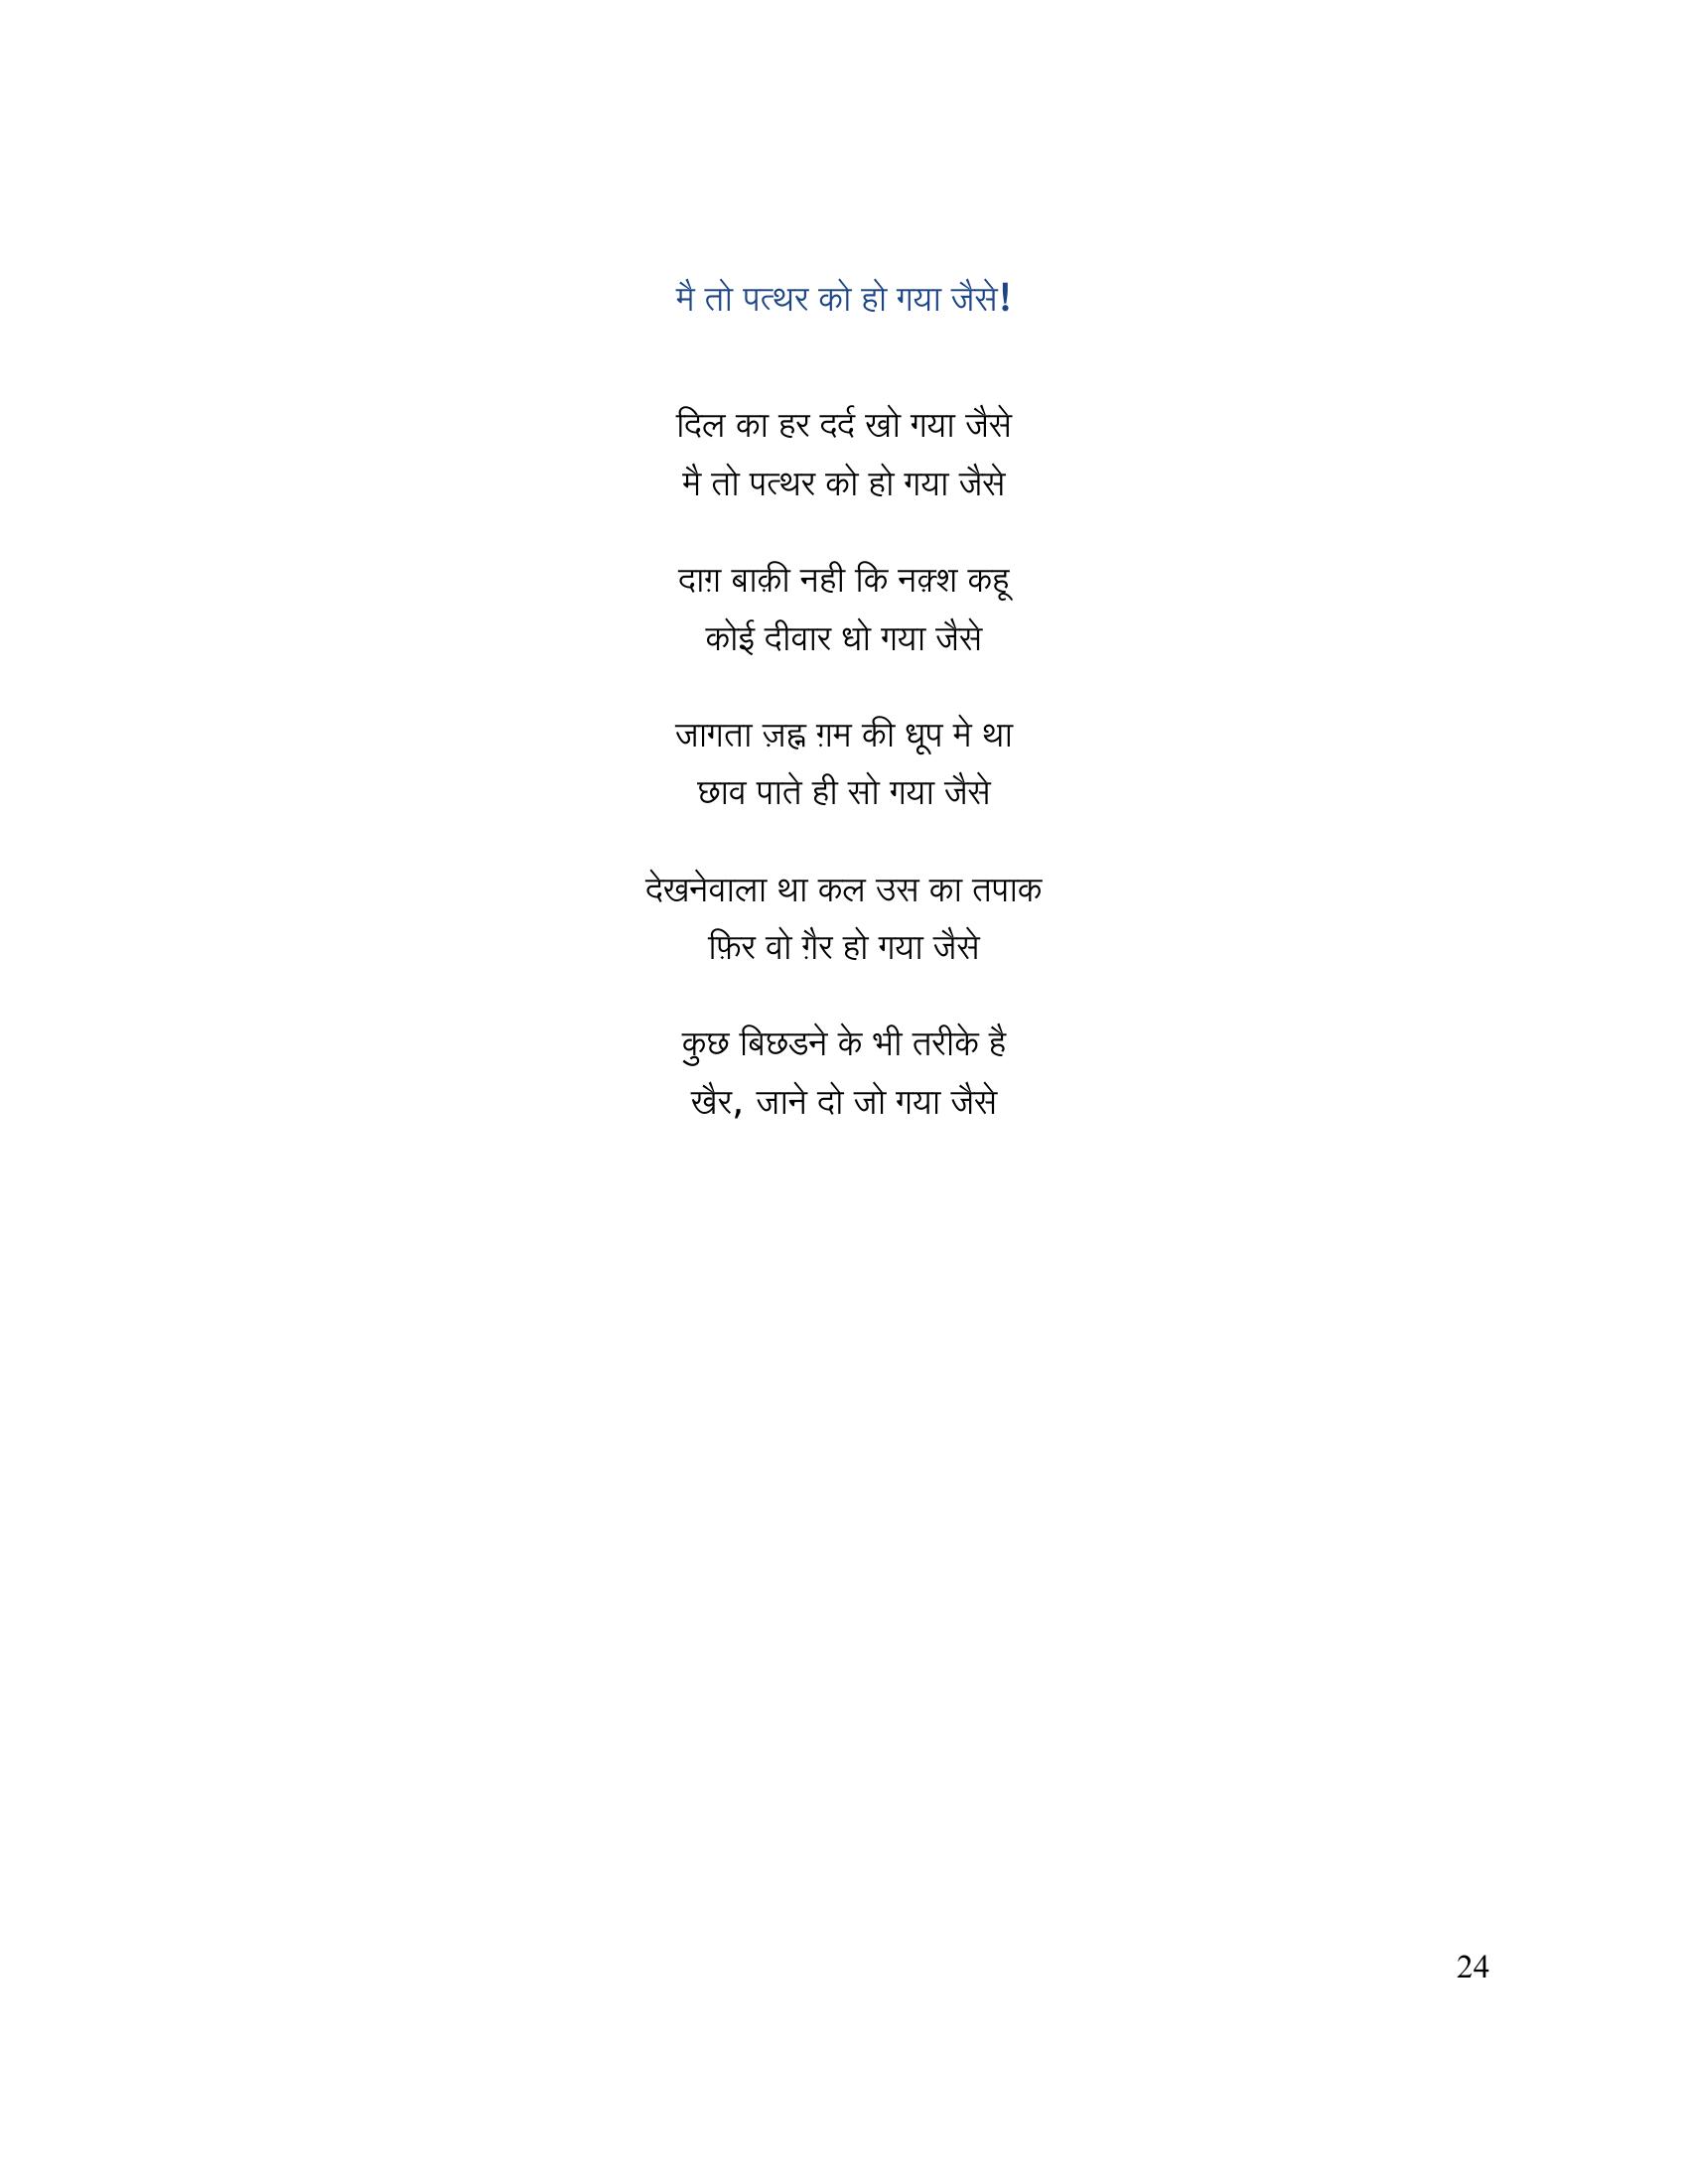 मै तो पत्थर को हो गया जैसे!
दिल का हर दर्द खो गया जैसे
मै तो पत्थर को हो गया जैसे
दाग़ बाक़ी नही कि नक़्श कहू
कोई दीवार धो गया जैसे
जागता ज़ह्न ग़म की धूप मे था
छाव पाते ही सो गया जैसे
देखनेवाला था कल उस का तपाक
फ़िर वो ग़ैर हो गया जैसे
कुछ बिछडने के भी तरीके है
खैर, जाने दो जो गया जैसे
24